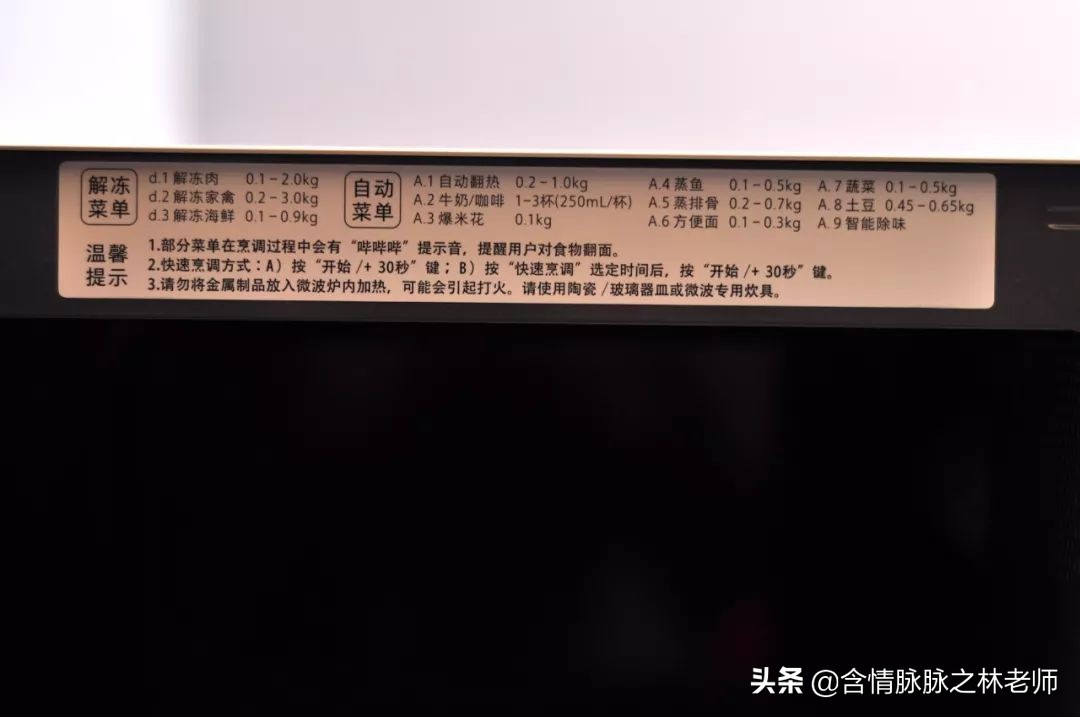 解冻菜单
d.1 解冻肉 0.1-2.0kg
d.2 解冻家禽 0.2-3.0kg
d.3 解冻海鲜 0.1-0.9kg
自动菜单
A.1 自动翻热 0.2-1.0kg
A.2 牛奶/咖啡 1-3杯(250mL/杯)
A.3 爆米花 0.1kg
A.4 蒸鱼 0.1-0.5kg
A.5 蒸排骨 0.2-0.7kg
A.6 方便面 0.1-0.3kg
A.7 蔬菜 0.1-0.5kg
A.8 土豆 0.45-0.65kg
A.9 智能除味
温馨提示
1.部分菜单在烹调过程中会有“哔哔哔”提示音，提醒用户对食物翻面。
2.快速烹调方式：A）按“开始/+ 30秒”键；B）按“快速烹调”选定时间后，按“开始/+ 30秒”键。
3.请勿将金属制品放入微波炉内加热，可能会引起打火。请使用陶瓷/玻璃器皿或微波专用炊具。
头条 @含情脉脉之林老师